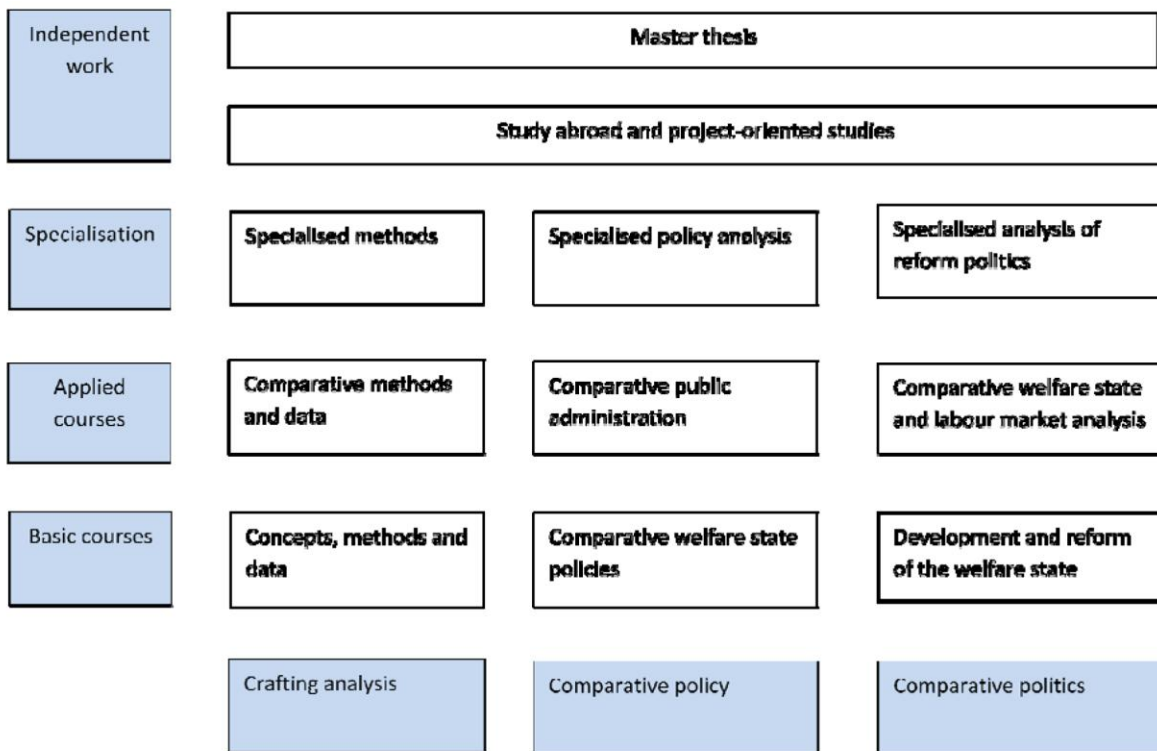 Independent
work
Master thesis
Study abroad and project-oriented studies
Specialisation
Specialised methods
Specialised policy analysis
Specialised analysis of
reform politics
Applied
courses
Comparative methods
and data
Comparative public
administration
Comparative welfare state
and labour market analysis
Basic courses
Concepts, methods and
data
Comparative welfare state
policies
Development and reform
of the welfare state
Crafting analysis
Comparative policy
Comparative politics